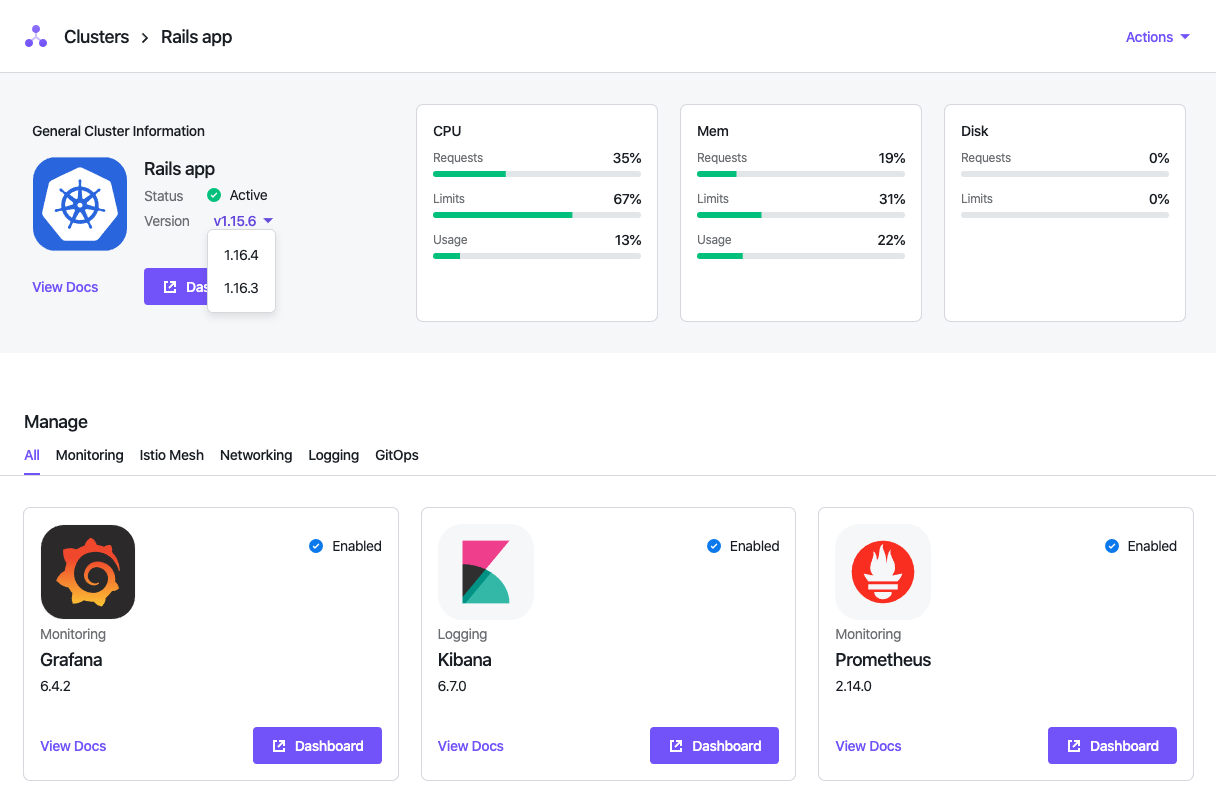 Clusters › Rails app
Actions
General Cluster Information
Rails app
Status Active
Version v1.15.6
1.16.4
1.16.3
View Docs
CPU
Requests 35%
Limits 67%
Usage 13%
Mem
Requests 19%
Limits 31%
Usage 22%
Disk
Requests 0%
Limits 0%
Manage
All Monitoring Istio Mesh Networking Logging GitOps
Enabled
Monitoring
Grafana
6.4.2
View Docs Dashboard
Enabled
Logging
Kibana
6.7.0
View Docs Dashboard
Enabled
Monitoring
Prometheus
2.14.0
View Docs Dashboard